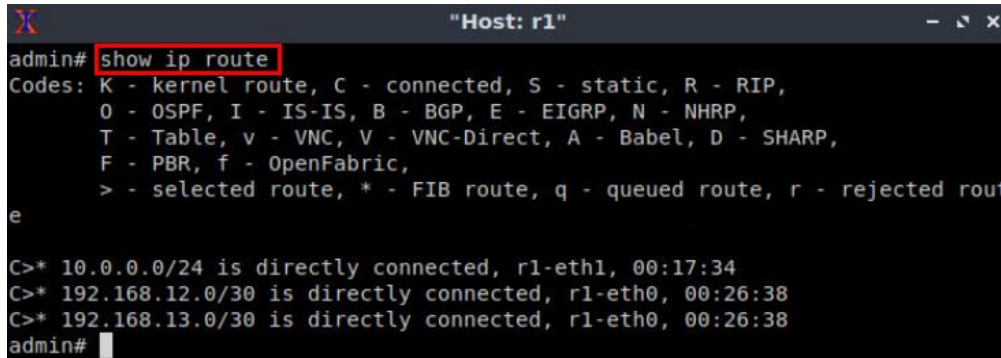 "Host: r1"
admin# show ip route
Codes: K - kernel route, C - connected, S - static, R - RIP,
O - OSPF, I - IS-IS, B - BGP, E - EIGRP, N - NHRP,
T - Table, v - VNC, V - VNC-Direct, A - Babel, D - SHARP,
F - PBR, f - OpenFabric,
> - selected route, * - FIB route, q - queued route, r - rejected rout
e
C>* 10.0.0.0/24 is directly connected, r1-eth1, 00:17:34
C>* 192.168.12.0/30 is directly connected, r1-eth0, 00:26:38
C>* 192.168.13.0/30 is directly connected, r1-eth0, 00:26:38
admin#